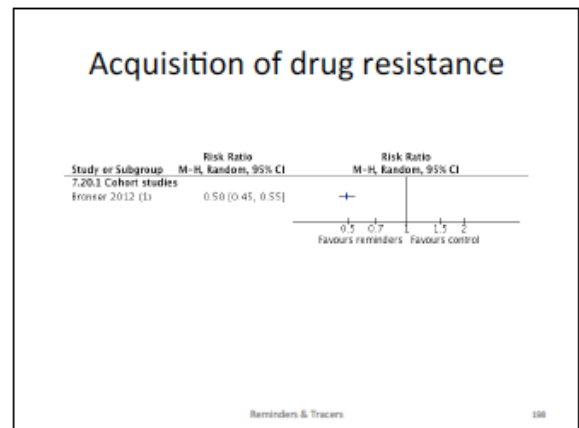 Acquisition of drug resistance
Risk Ratio Risk Ratio
Study or Subgroup M-H, Random, 95% CI M-H, Random, 95% CI
7.20.1 Cohort studies
Bronner 2012 (1) 0.50 [0.45, 0.55]
0.5 0.7 1 1.5 2
Favours reminders Favours control
Reminders & Tracers 198